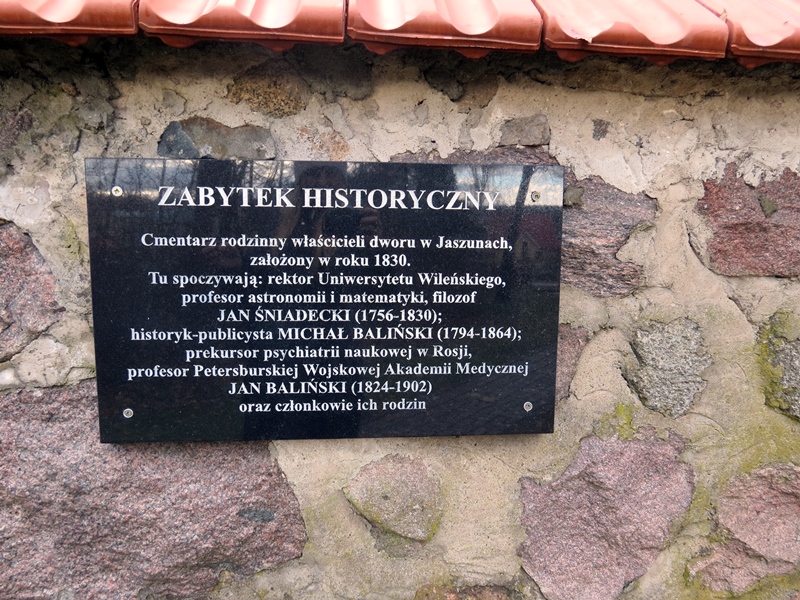 ZABYTEK HISTORYCZNY
Cmentarz rodzinny właścicieli dworu w Jaszunach,
założony w roku 1830.
Tu spoczywają: rektor Uniwersytetu Wileńskiego,
profesor astronomii i matematyki, filozof
JAN ŚNIADECKI (1756-1830);
historyk-publicysta MICHAŁ BALIŃSKI (1794-1864);
prekursor psychiatrii naukowej w Rosji,
profesor Petersburskiej Wojskowej Akademii Medycznej
JAN BALIŃSKI (1824-1902)
oraz członkowie ich rodzin